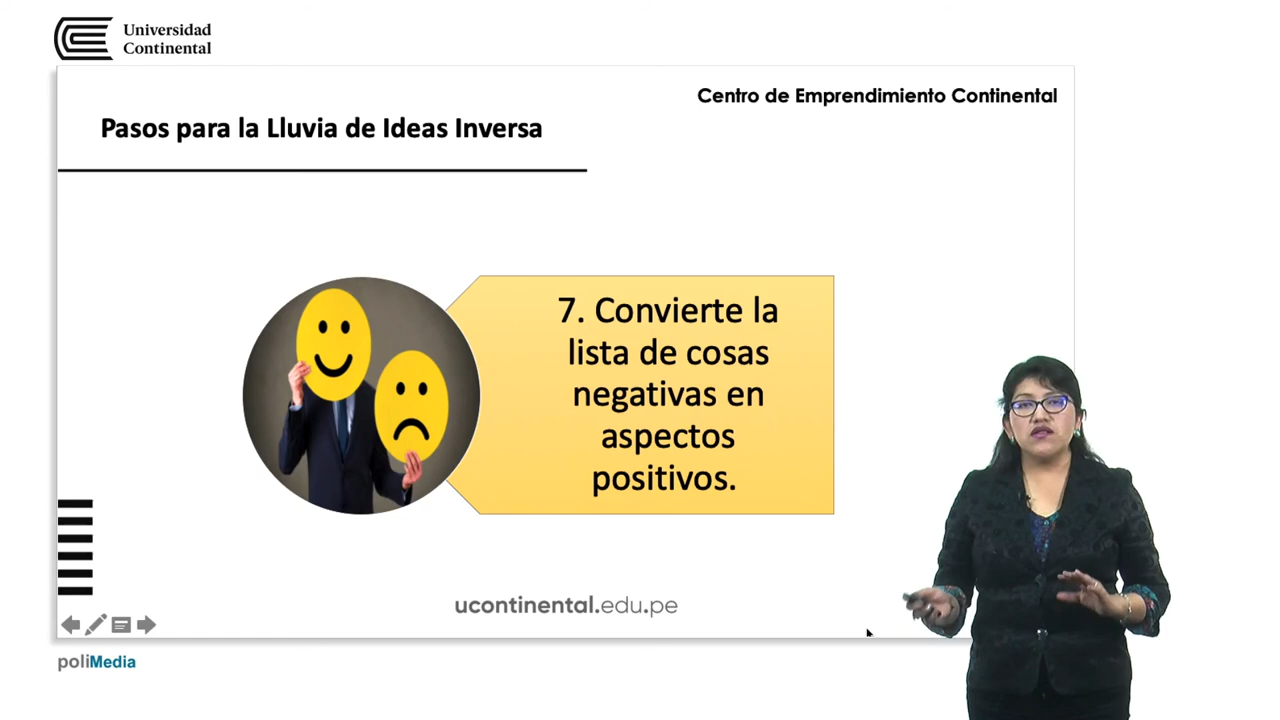 Universidad
Continental
Centro de Emprendimiento Continental
Pasos para la Lluvia de Ideas Inversa
7. Convierte la
lista de cosas
negativas en
aspectos
positivos.
ucontinental.edu.pe
poliMedia